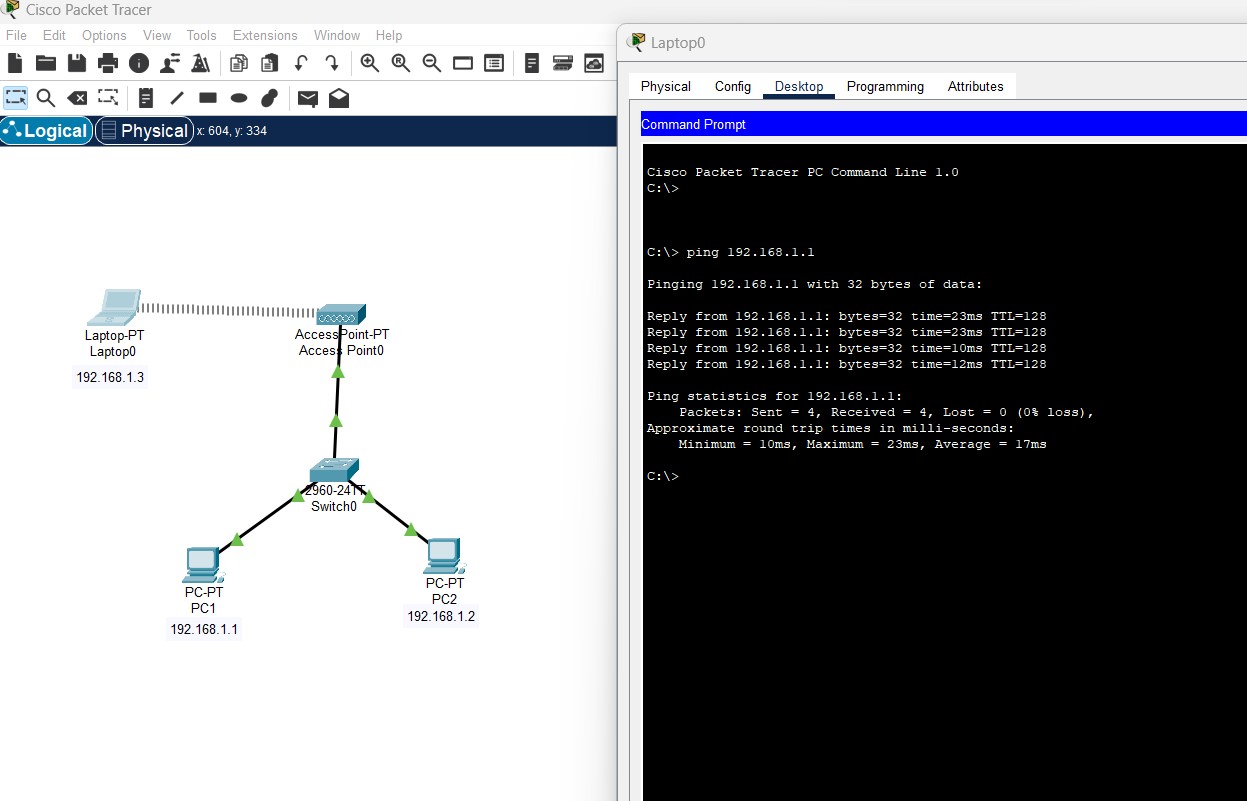 Cisco Packet Tracer
File Edit Options View Tools Extensions Window Help
Logical Physical x: 604, y: 334
Laptop-PT
Laptop0
192.168.1.3
AccessPoint-PT
Access Point0
2960-24TT
Switch0
PC-PT
PC1
192.168.1.1
PC-PT
PC2
192.168.1.2
Laptop0
Physical Config Desktop Programming Attributes
Command Prompt
Cisco Packet Tracer PC Command Line 1.0
C:\>
C:\> ping 192.168.1.1
Pinging 192.168.1.1 with 32 bytes of data:
Reply from 192.168.1.1: bytes=32 time=23ms TTL=128
Reply from 192.168.1.1: bytes=32 time=23ms TTL=128
Reply from 192.168.1.1: bytes=32 time=10ms TTL=128
Reply from 192.168.1.1: bytes=32 time=12ms TTL=128
Ping statistics for 192.168.1.1:
Packets: Sent = 4, Received = 4, Lost = 0 (0% loss),
Approximate round trip times in milli-seconds:
Minimum = 10ms, Maximum = 23ms, Average = 17ms
C:\>